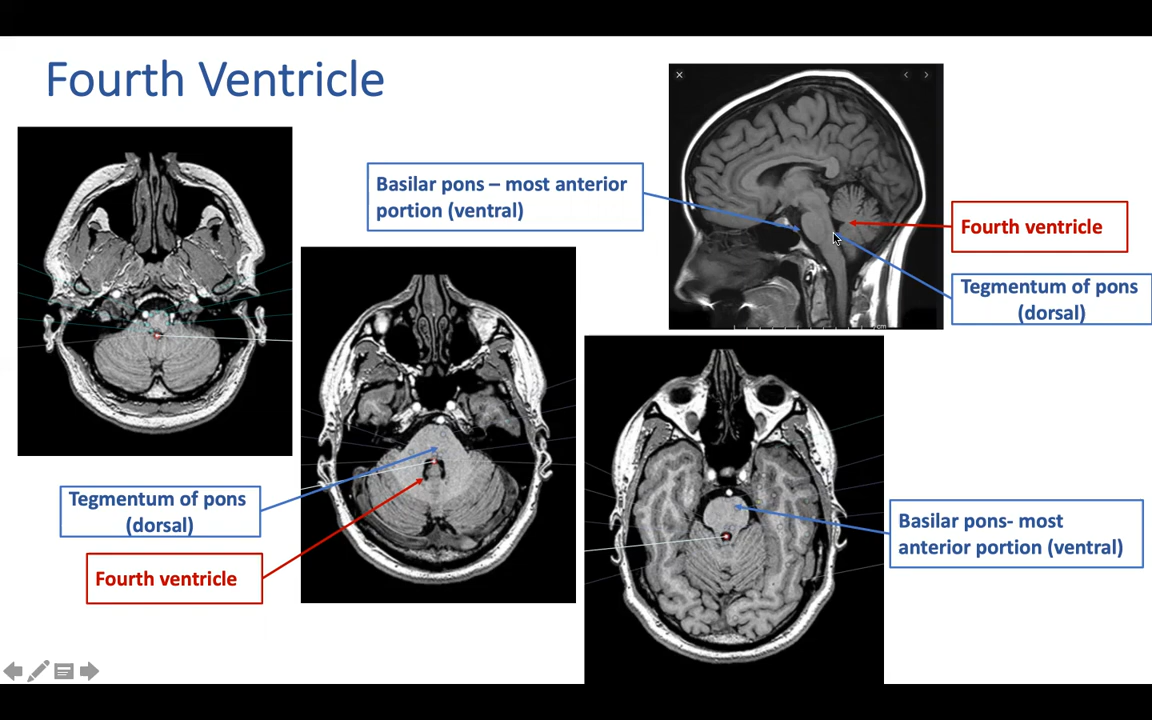 Fourth Ventricle
Basilar pons – most anterior
portion (ventral)
Fourth ventricle
Tegmentum of pons
(dorsal)
Tegmentum of pons
(dorsal)
Fourth ventricle
Basilar pons- most
anterior portion (ventral)